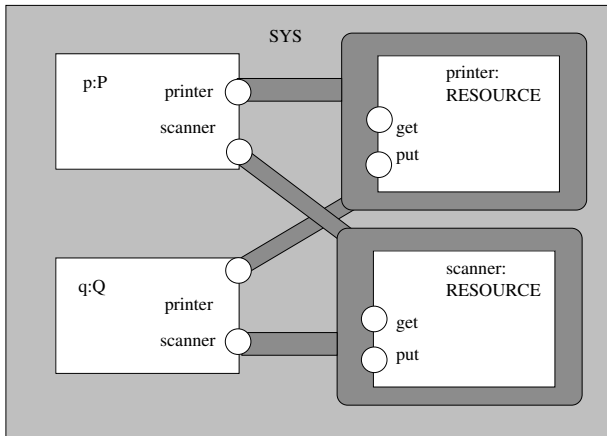 SYS
p:P
printer
scanner
printer:
RESOURCE
get
put
q:Q
printer
scanner
scanner:
RESOURCE
get
put